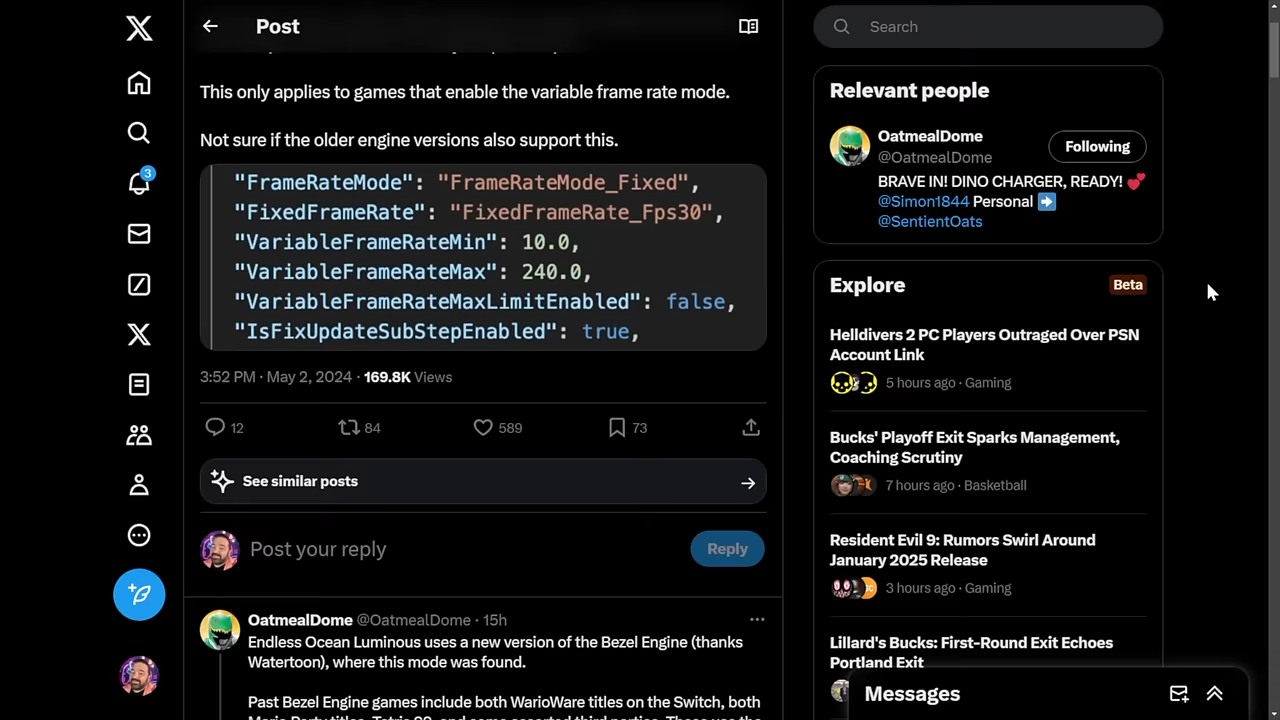 Post
This only applies to games that enable the variable frame rate mode.
Not sure if the older engine versions also support this.
"FrameRateMode": "FrameRateMode_Fixed",
"FixedFrameRate": "FixedFrameRate_Fps30",
"VariableFrameRateMin": 10.0,
"VariableFrameRateMax": 240.0,
"VariableFrameRateMaxLimitEnabled": false,
"IsFixUpdateSubStepEnabled": true,
3:52 PM · May 2, 2024 · 169.8K Views
12 84 589 73
See similar posts
Post your reply
Reply
OatmealDome @OatmealDome · 15h
Endless Ocean Luminous uses a new version of the Bezel Engine (thanks
Watertoon), where this mode was found.
Past Bezel Engine games include both WarioWare titles on the Switch, both
3
Search
Relevant people
OatmealDome
@OatmealDome
Following
BRAVE IN! DINO CHARGER, READY! 💕
@Simon1844 Personal ➡️
@SentientOats
Explore
Beta
Helldivers 2 PC Players Outraged Over PSN
Account Link
5 hours ago · Gaming
Bucks' Playoff Exit Sparks Management,
Coaching Scrutiny
7 hours ago · Basketball
Resident Evil 9: Rumors Swirl Around
January 2025 Release
3 hours ago · Gaming
Lillard's Bucks: First-Round Exit Echoes
Portland Exit
Messages